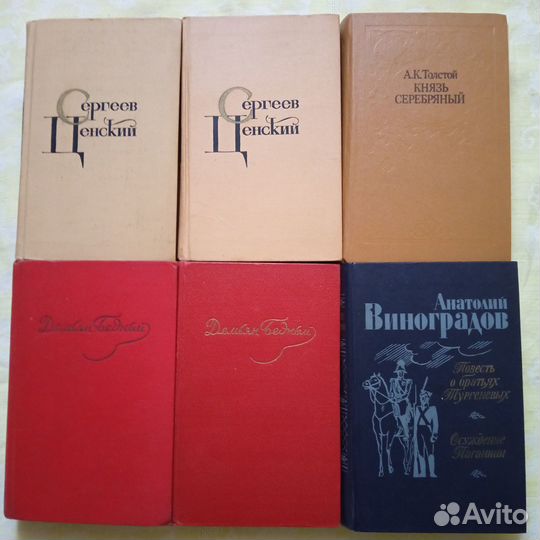 Сергеев
Ценский
Сергеев
Ценский
А.К.Толстой
КНЯЗЬ
СЕРЕБРЯНЫЙ
Демьян Бедный
Демьян Бедный
Анатолий
Виноградов
Повесть
о братьях
Тургеневых
Осуждение
Паганини
Avito